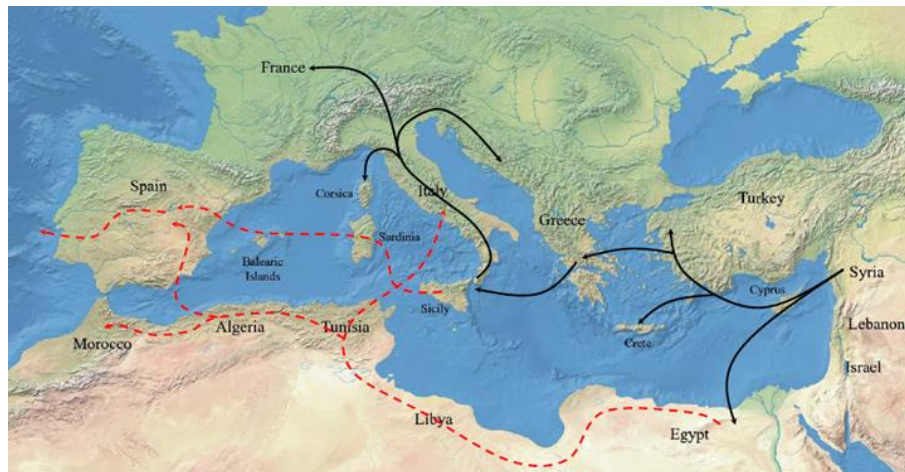 France
Spain
Corsica
Italy
Turkey
Greece
Sardinia
Balearic
Islands
Syria
Cyprus
Sicily
Lebanon
Algeria
Tunisia
Crete
Morocco
Israel
Libya
Egypt